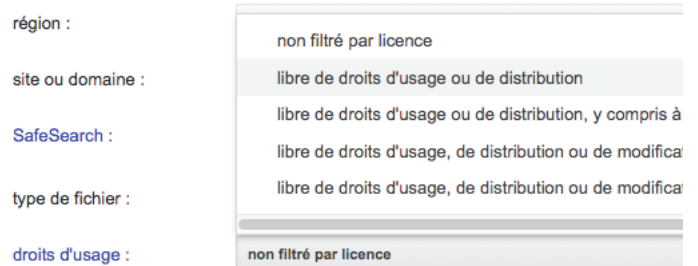 région :
non filtré par licence
site ou domaine :
libre de droits d'usage ou de distribution
libre de droits d'usage ou de distribution, y compris à
SafeSearch :
libre de droits d'usage, de distribution ou de modificat
libre de droits d'usage, de distribution ou de modificat
type de fichier :
droits d'usage :
non filtré par licence